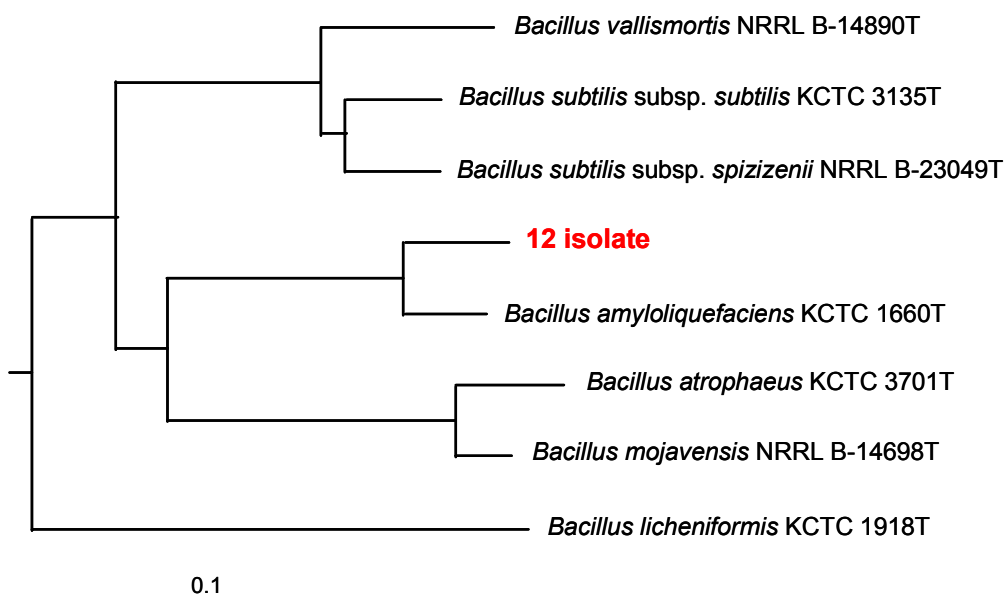 Bacillus vallismortis NRRL B-14890T
Bacillus subtilis subsp. subtilis KCTC 3135T
Bacillus subtilis subsp. spizizenii NRRL B-23049T
12 isolate
Bacillus amyloliquefaciens KCTC 1660T
Bacillus atrophaeus KCTC 3701T
Bacillus mojavensis NRRL B-14698T
Bacillus licheniformis KCTC 1918T
0.1